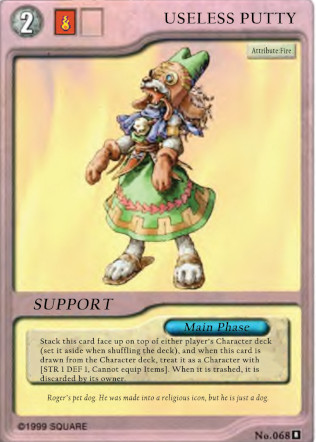 2
USELESS PUTTY
Attribute Fire
SUPPORT
Main Phase
Stack this card face up on top of either player's Character deck
(set it aside when shuffling the deck), and when this card is
drawn from the Character deck, treat it as a Character with
[STR 1 DEF 1, Cannot equip Items]. When it is trashed, it is
discarded by its owner.
Roger's pet dog. He was made into a religious icon, but he is just a dog.
©1999 SQUARE
No.068